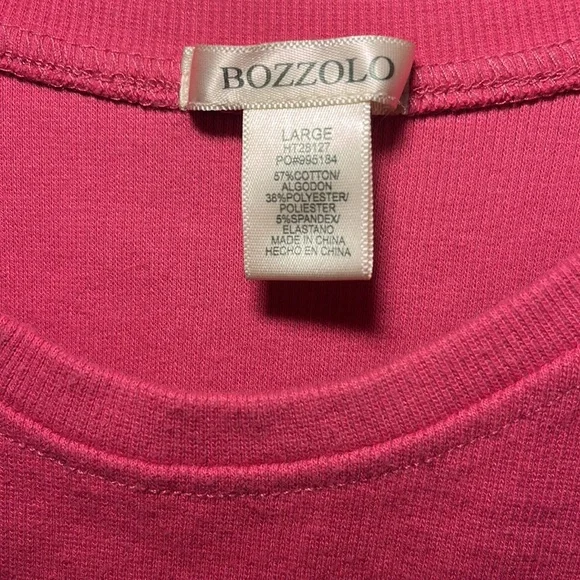 BOZZOLO
LARGE
HT28127
PO#995184
57%COTTON/
ALGODON
38%POLYESTER/
POLIESTER
5%SPANDEX/
ELASTANO
MADE IN CHINA
HECHO EN CHINA